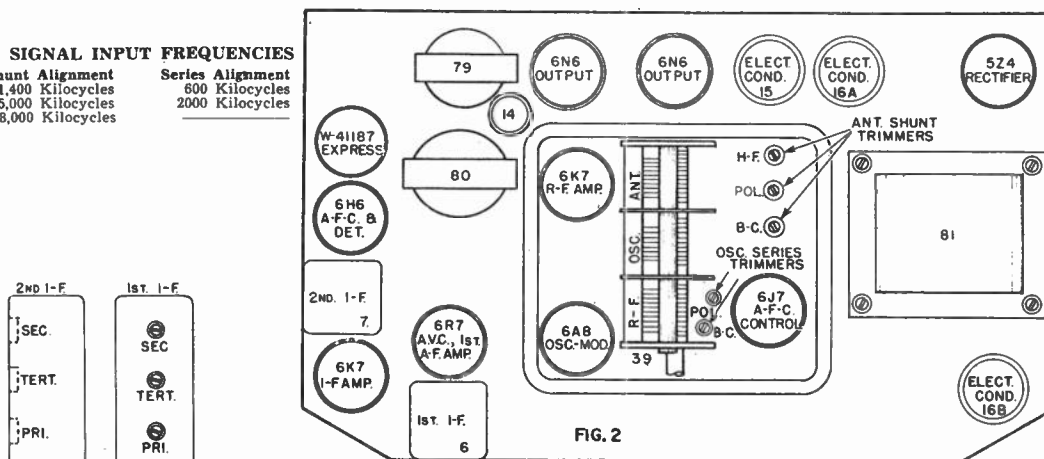 SIGNAL INPUT FREQUENCIES
Shunt Alignment Series Alignment
1,400 Kilocycles 600 Kilocycles
5,000 Kilocycles 2000 Kilocycles
8,000 Kilocycles
79
6N6
OUTPUT
6N6
OUTPUT
ELECT.
COND.
15
ELECT.
COND.
16A
5Z4
RECTIFIER
14
W-41187
EXPRESS
80
6H6
A-F-C. &
DET.
6K7
R-F. AMP.
ANT.
OSC.
R-F.
39
ANT. SHUNT
TRIMMERS
H-F.
POL.
B-C.
OSC. SERIES
TRIMMERS
POL.
B-C.
6J7
A-F-C.
CONTROL
81
2ND. I-F.
7.
6R7
A.V.C., 1ST.
A-F. AMP.
6A8
OSC.-MOD.
6K7
I-F AMP.
1ST. I-F.
6
ELECT.
COND.
16B
2ND I-F.
SEC.
TERT.
PRI.
1ST. I-F.
SEC
TERT.
PRI.
FIG. 2